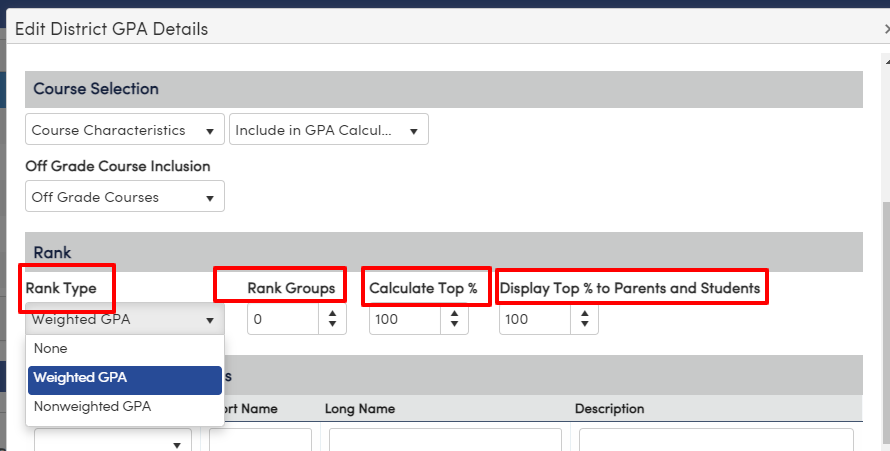 Edit District GPA Details
Course Selection
Course Characteristics Include in GPA Calcul...
Off Grade Course Inclusion
Off Grade Courses
Rank
Rank Type Rank Groups Calculate Top % Display Top % to Parents and Students
Weighted GPA 0 100 100
None
Weighted GPA
Nonweighted GPA
Name Long Name Description